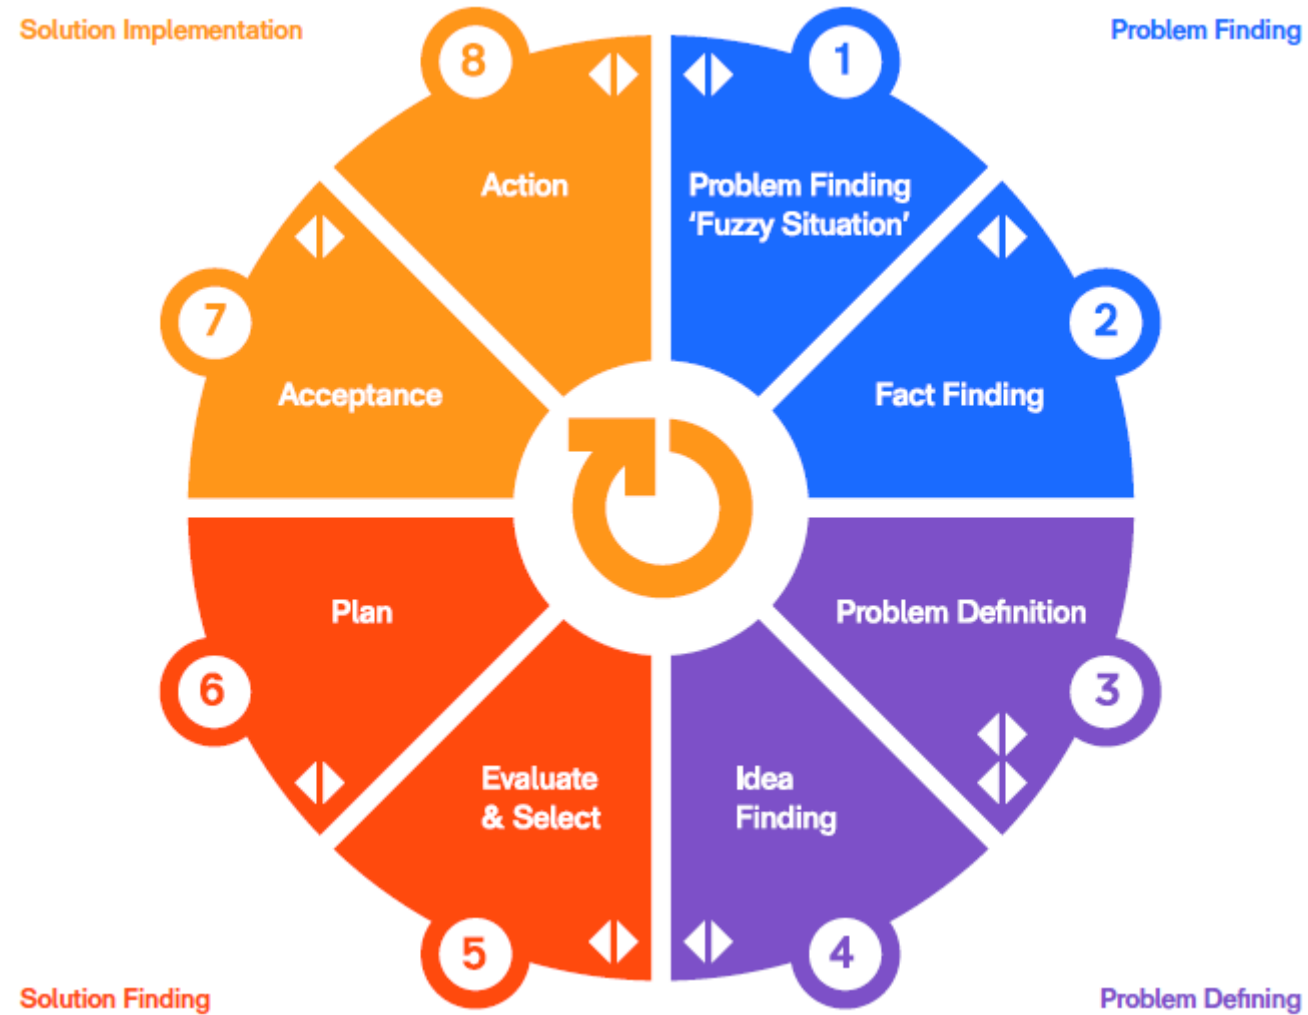 Solution Implementation
Problem Finding
8
1
Action
Problem Finding
‘Fuzzy Situation’
7
2
Acceptance
Fact Finding
Plan
Problem Definition
6
3
Evaluate
& Select
Idea
Finding
5
4
Solution Finding
Problem Defining